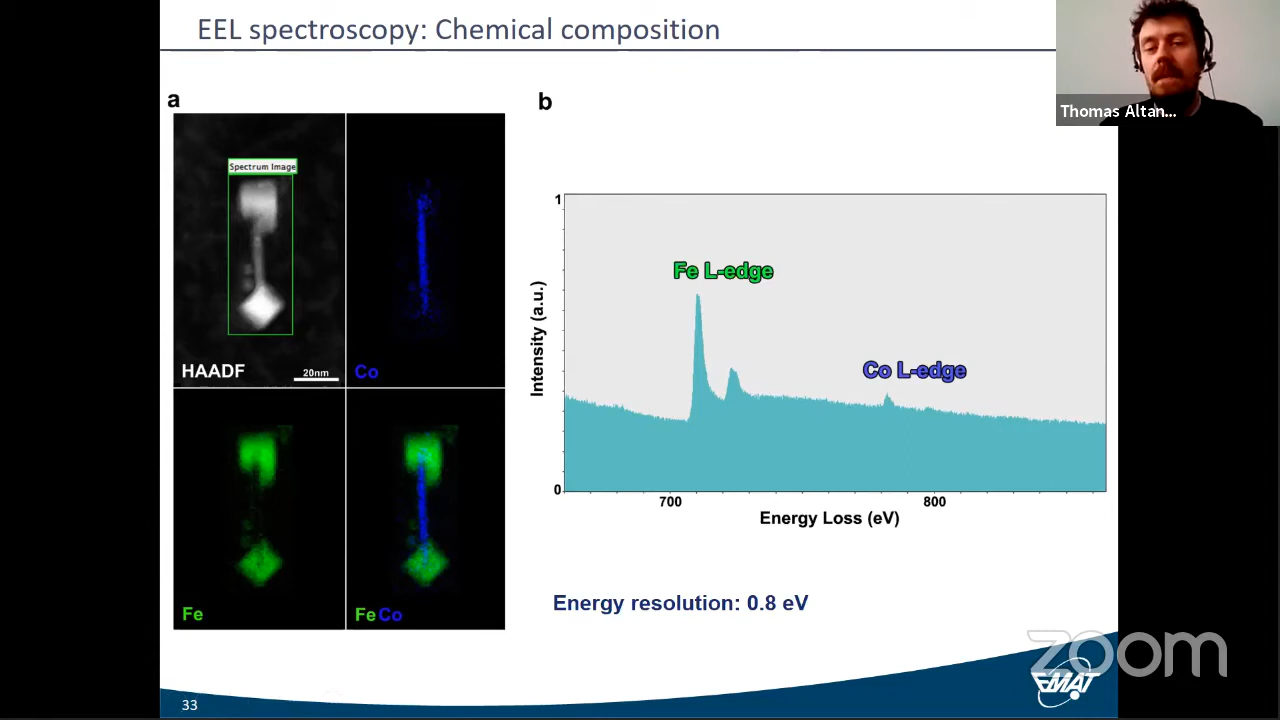 EEL spectroscopy: Chemical composition
Thomas Altan...
a
b
Spectrum Image
HAADF
20nm
Co
Fe
FeCo
1
Fe L-edge
Co L-edge
Intensity (a.u.)
0
700
800
Energy Loss (eV)
Energy resolution: 0.8 eV
zoom
EMAT
33